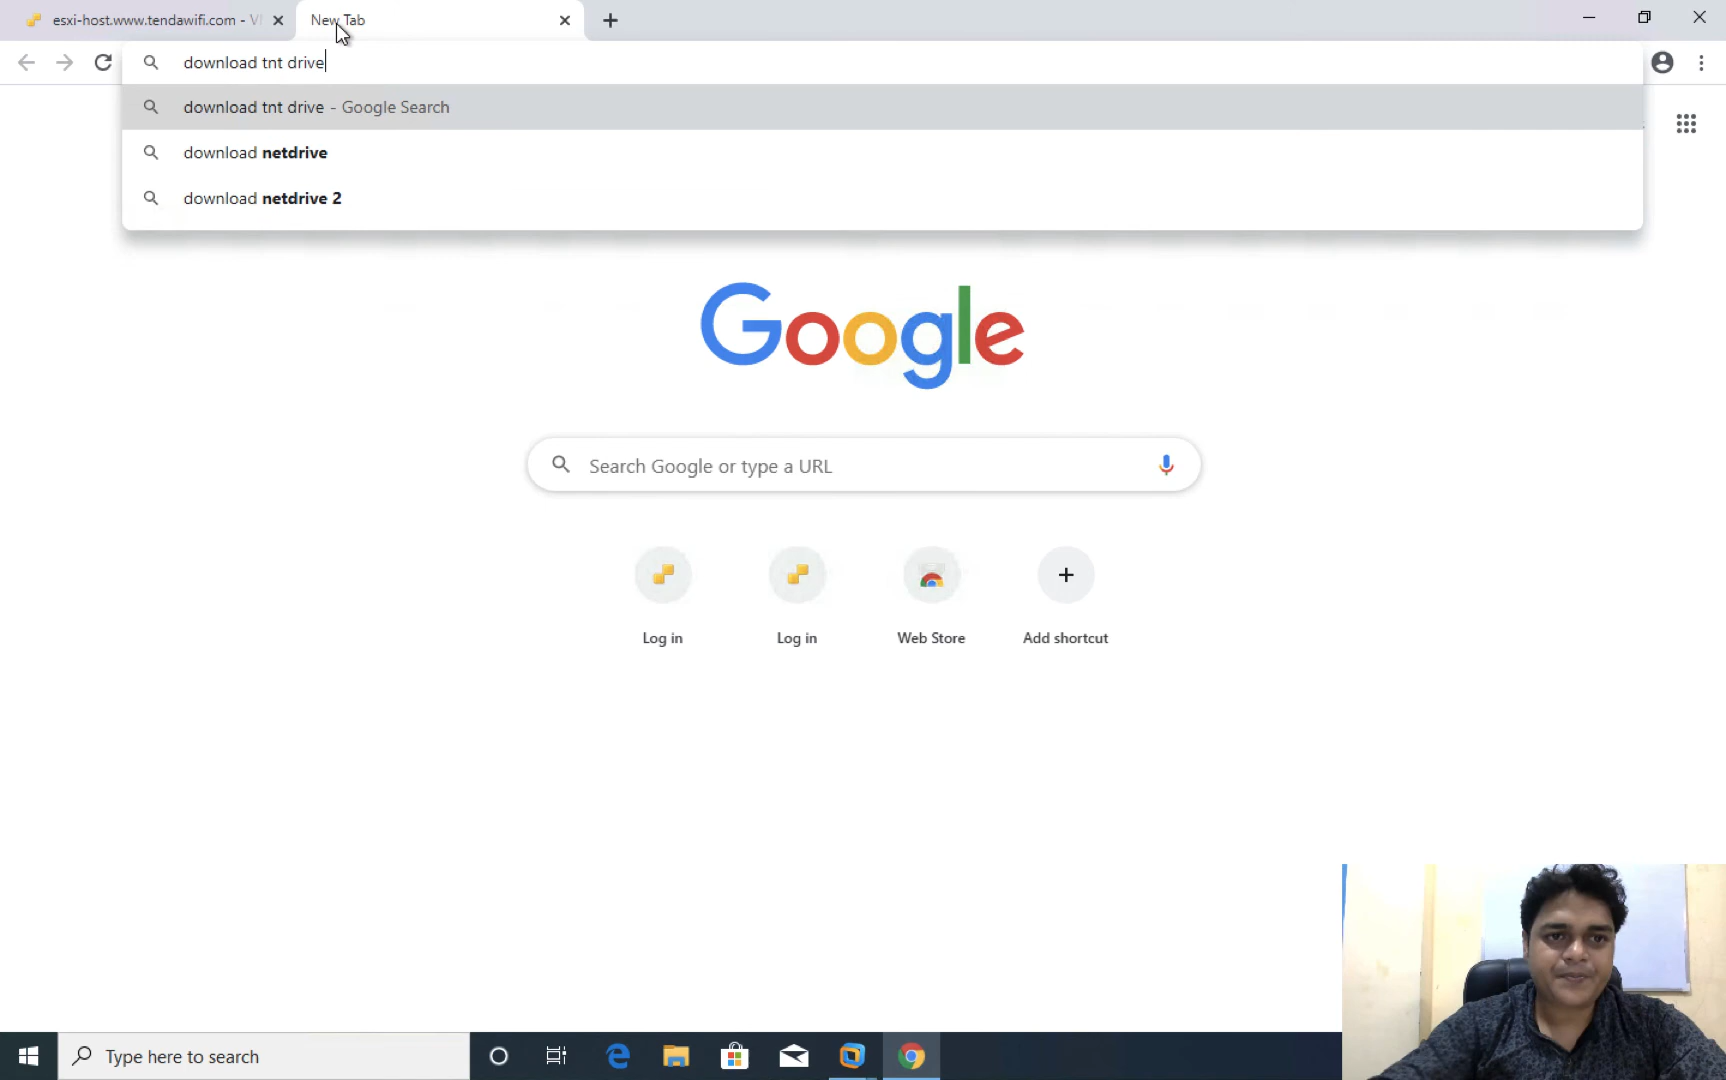 esxi-host.www.tendawifi.com - V
New Tab
download tnt drive
download tnt drive - Google Search
download netdrive
download netdrive 2
Google
Search Google or type a URL
Log in
Log in
Web Store
Add shortcut
Type here to search